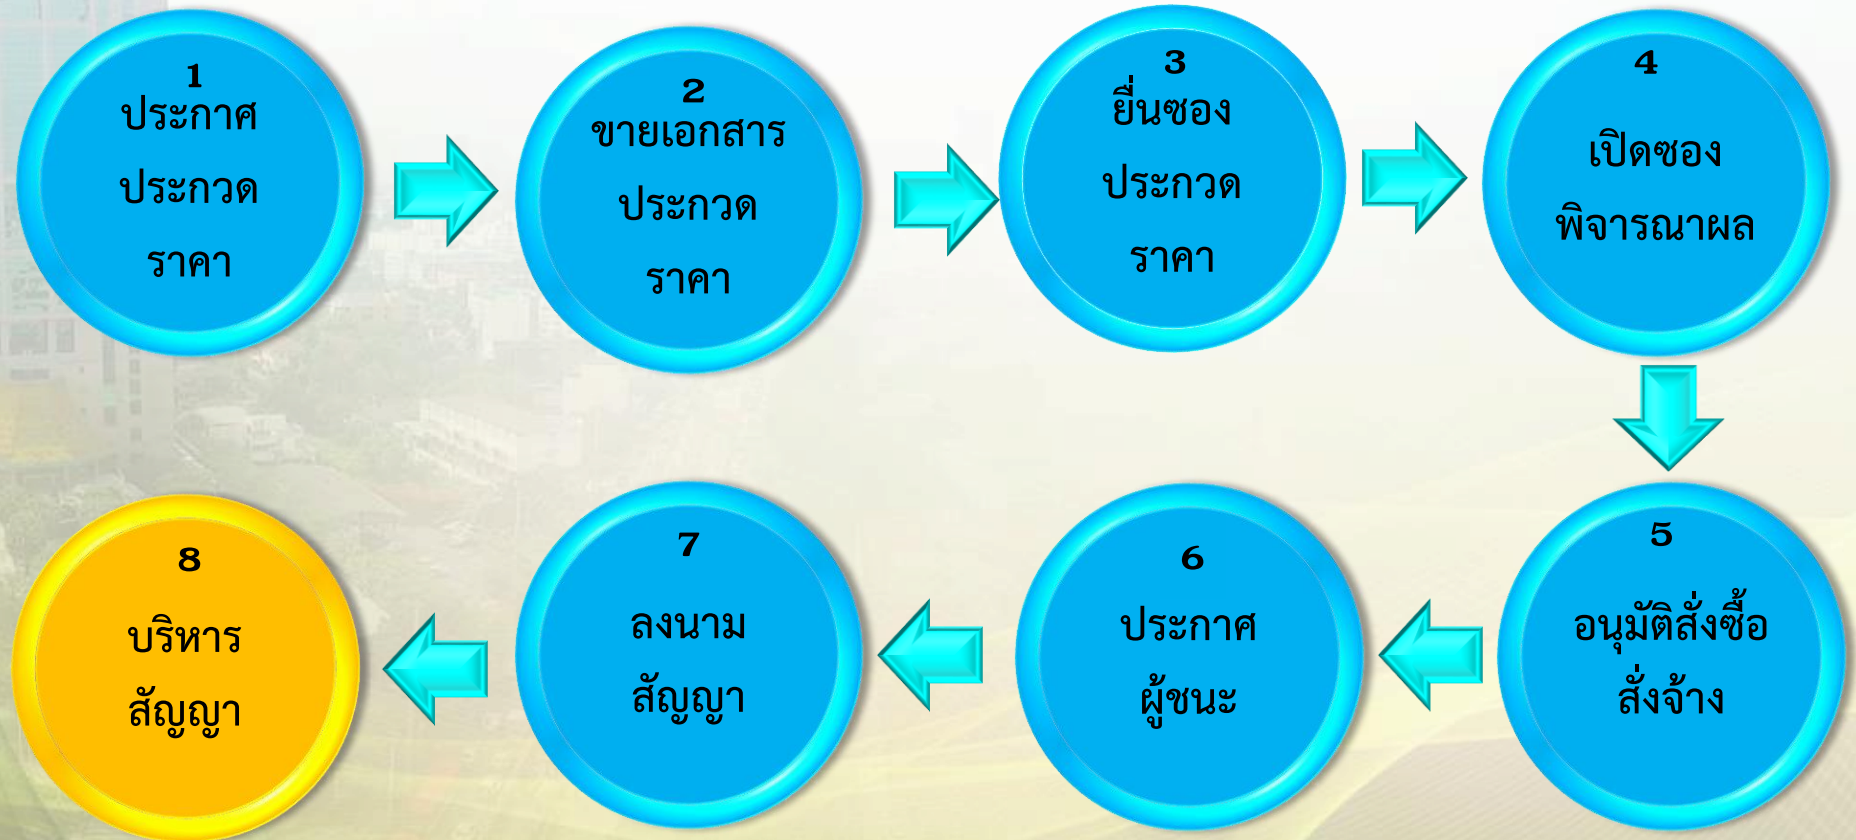 1
ประกาศ
ประกวด
ราคา
2
ขายเอกสาร
ประกวด
ราคา
3
ยื่นซอง
ประกวด
ราคา
4
เปิดซอง
พิจารณาผล
5
อนุมัติสั่งซื้อ
สั่งจ้าง
6
ประกาศ
ผู้ชนะ
7
ลงนาม
สัญญา
8
บริหาร
สัญญา